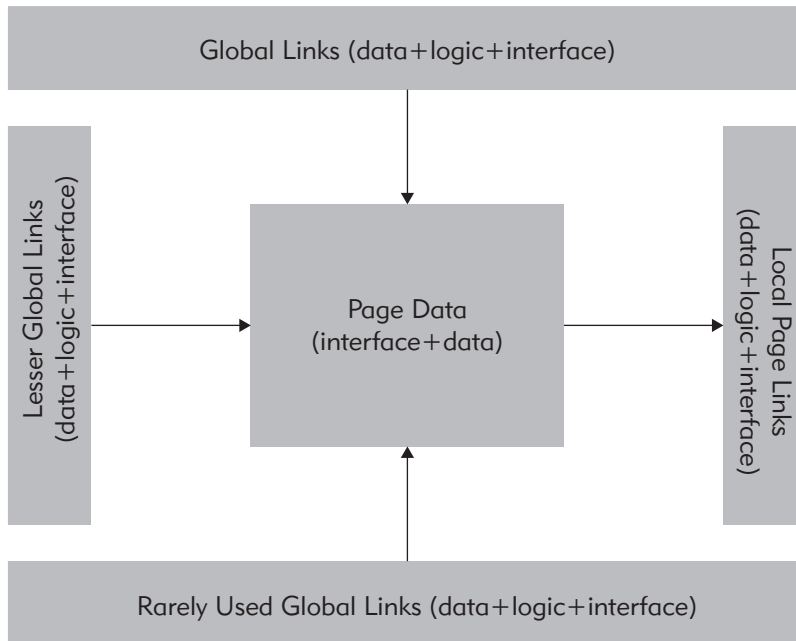 Global Links (data+logic+interface)
Lesser Global Links
(data+logic+interface)
Page Data
(interface+data)
Local Page Links
(data+logic+interface)
Rarely Used Global Links (data+logic+interface)